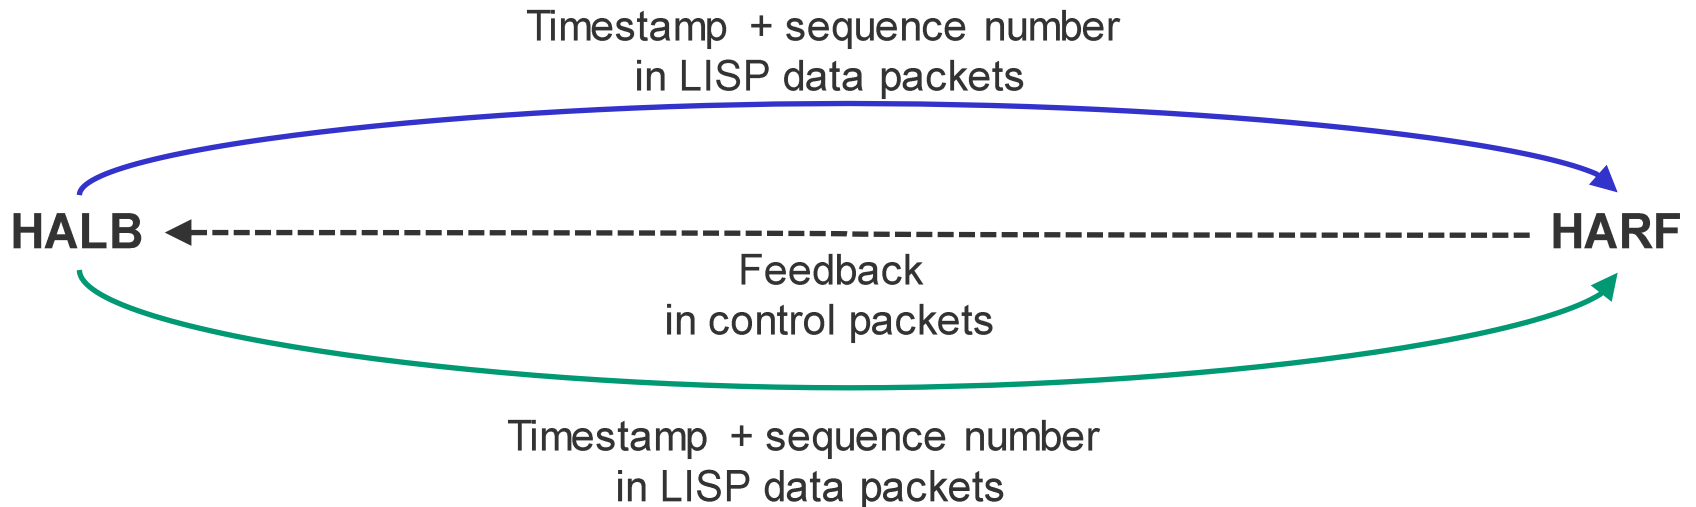 Timestamp + sequence number
in LISP data packets
HALB
HARF
Feedback
in control packets
Timestamp + sequence number
in LISP data packets